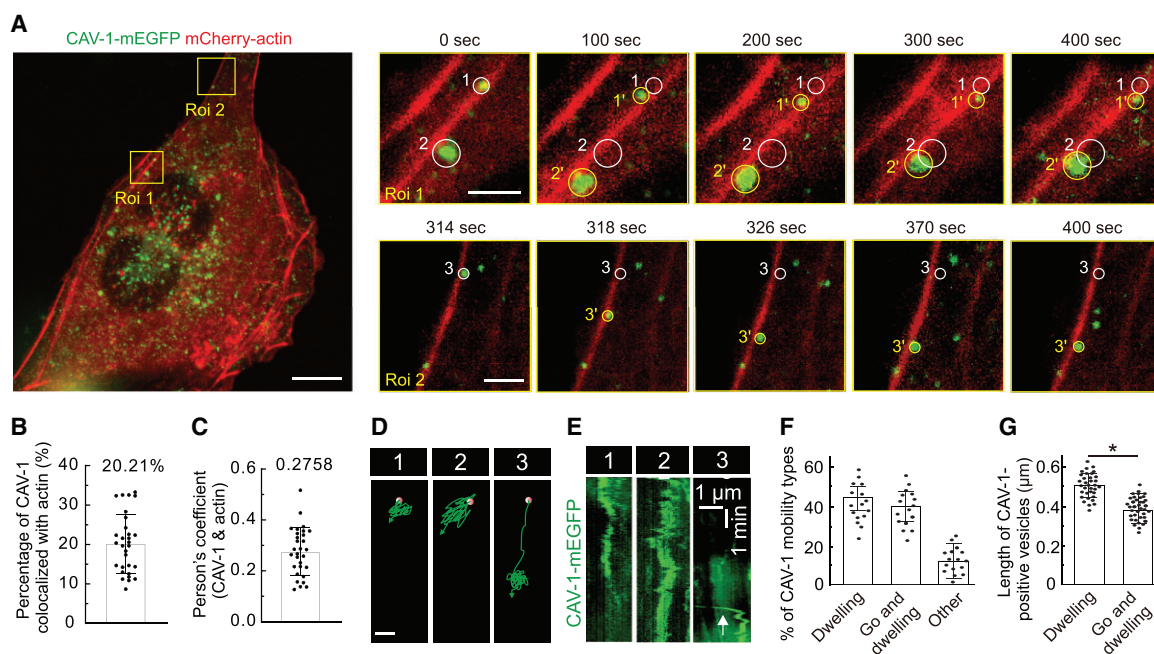 A
CAV-1-mEGFP mCherry-actin
Roi 2
Roi 1
0 sec
100 sec
200 sec
300 sec
400 sec
1
2
Roi 1
1
1'
2
2'
1
1'
2
2'
1
1'
2
2'
1
1'
2
2'
314 sec
318 sec
326 sec
370 sec
400 sec
3
Roi 2
3
3'
3
3'
3
3'
3
3'
B
Percentage of CAV-1
colocalized with actin (%)
20.21%
40
30
20
10
0
C
Person's coefficient
(CAV-1 & actin)
0.2758
0.6
0.4
0.2
0.0
D
1
2
3
E
CAV-1-mEGFP
1
2
3
1 µm
1 min
F
% of CAV-1 mobility types
60
40
20
0
Dwelling
Go and
dwelling
Other
G
Length of CAV-1-
positive vesicles (µm)
*
0.6
0.4
0.2
0
Dwelling
Go and
dwelling